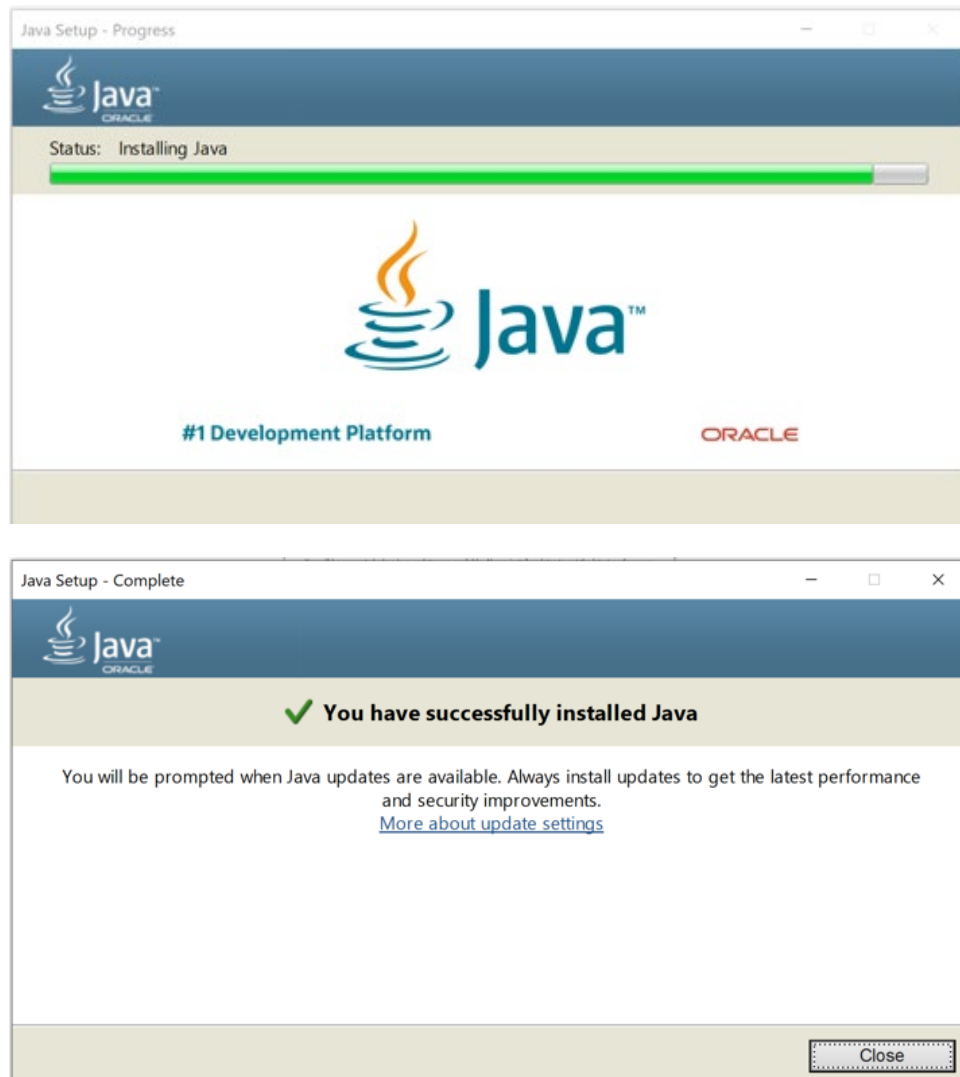 Java Setup - Progress
Java™
ORACLE
Status: Installing Java
Java™
#1 Development Platform
ORACLE
Java Setup - Complete
Java™
ORACLE
You have successfully installed Java
You will be prompted when Java updates are available. Always install updates to get the latest performance
and security improvements.
More about update settings
Close